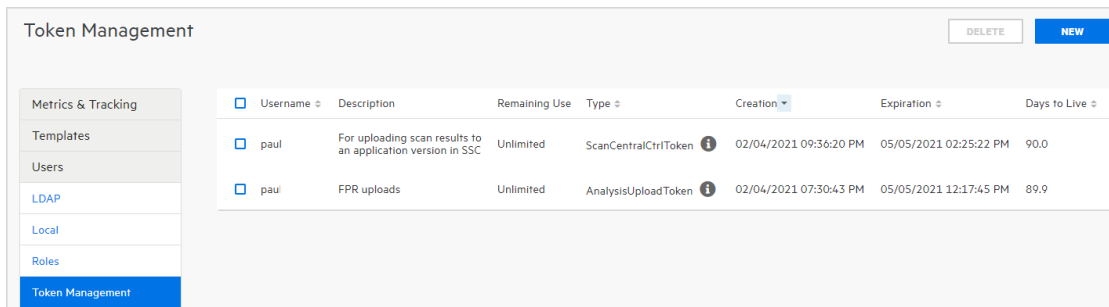 Token Management
DELETE
NEW
Metrics & Tracking
Templates
Users
LDAP
Local
Roles
Token Management
Username Description Remaining Use Type Creation Expiration Days to Live
paul For uploading scan results to an application version in SSC Unlimited ScanCentralCtrlToken 02/04/2021 09:36:20 PM 05/05/2021 02:25:22 PM 90.0
paul FPR uploads Unlimited AnalysisUploadToken 02/04/2021 07:30:43 PM 05/05/2021 12:17:45 PM 89.9